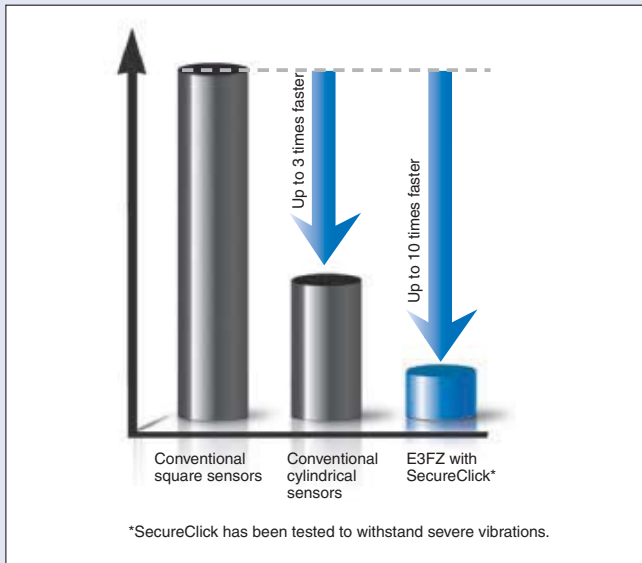 Up to 3 times faster
Up to 10 times faster
Conventional
square sensors
Conventional
cylindrical
sensors
E3FZ with
SecureClick*
*SecureClick has been tested to withstand severe vibrations.